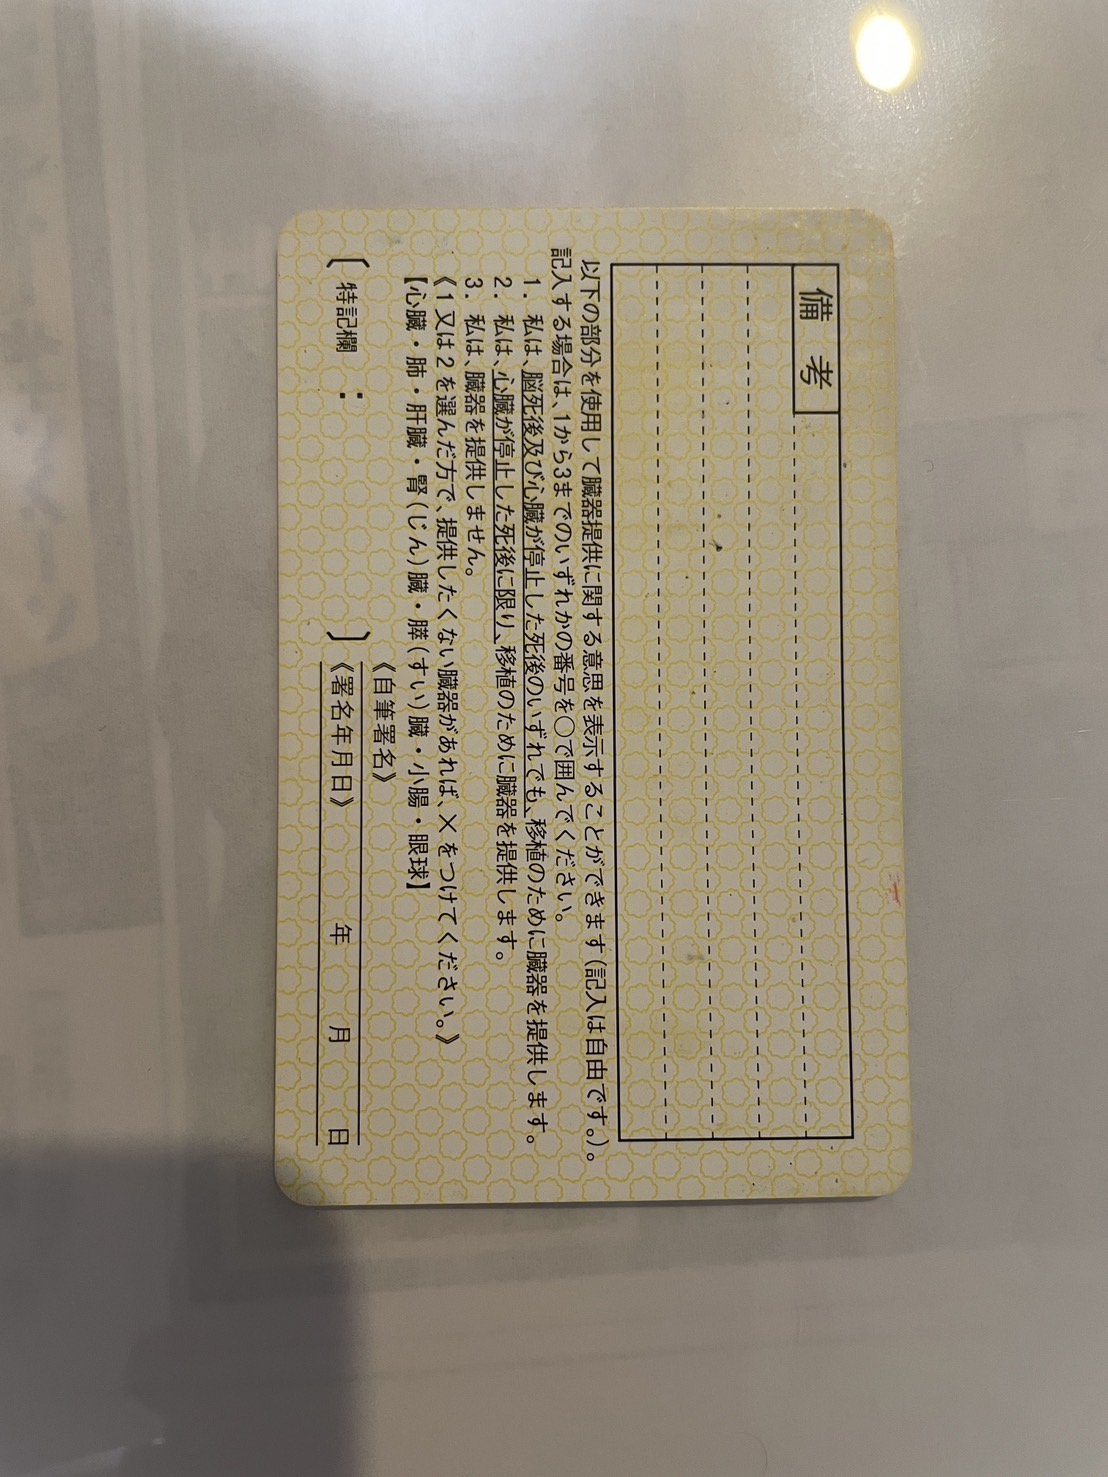 備考
以下の部分を使用して臓器提供に関する意思を表示することができます(記入は自由です。)。
記入する場合は、1から3までのいずれかの番号を○で囲んでください。
1. 私は、脳死後及び心臓が停止した死後のいずれでも、移植のために臓器を提供します。
2. 私は、心臓が停止した死後に限り、移植のために臓器を提供します。
3. 私は、臓器を提供しません。
《1又は2を選んだ方で、提供したくない臓器があれば、×をつけてください。》
【心臓・肺・肝臓・腎(じん)臓・膵(すい)臓・小腸・眼球】
《自筆署名》
〔特記欄: 〕《署名年月日》 年 月 日